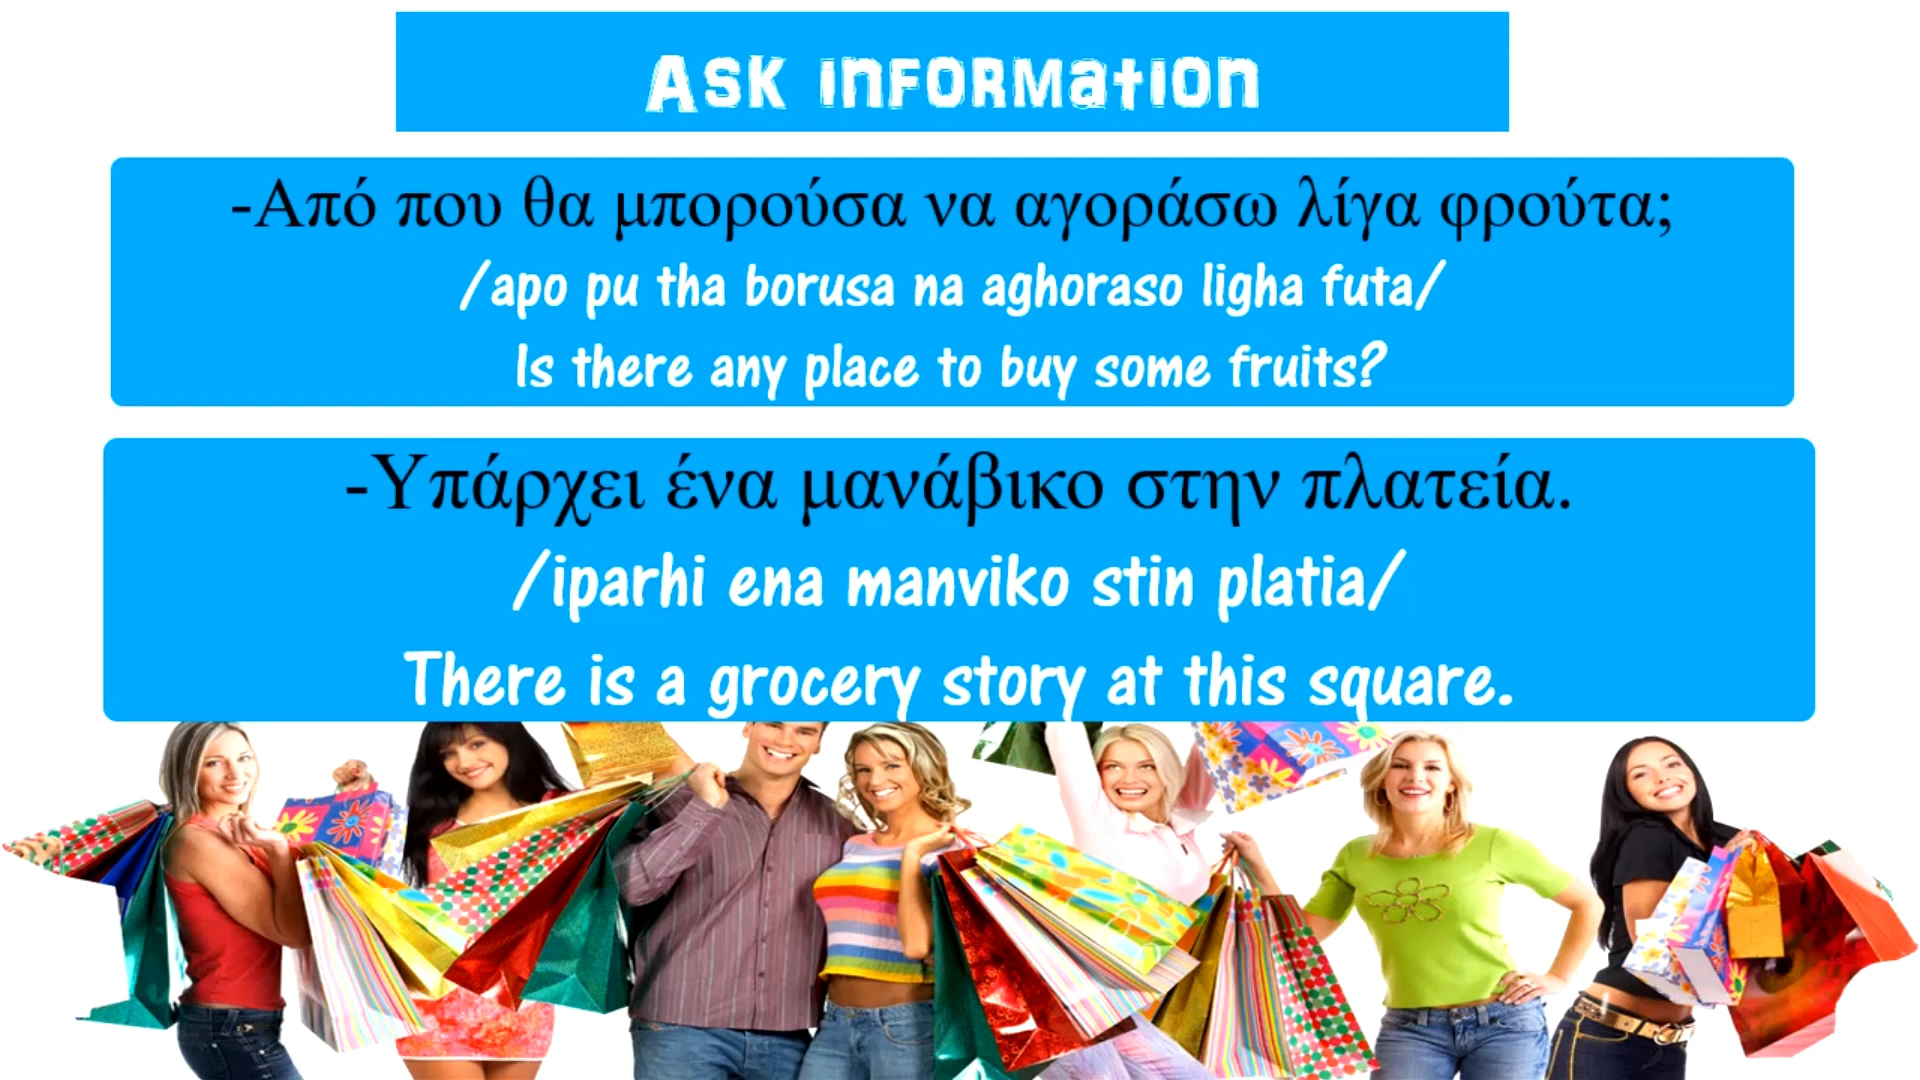 Ask information
-Από που θα μπορούσα να αγοράσω λίγα φρούτα;
/apo pu tha borusa na aghoraso ligha futa/
Is there any place to buy some fruits?
-Υπάρχει ένα μανάβικο στην πλατεία.
/iparhi ena manviko stin platia/
There is a grocery story at this square.